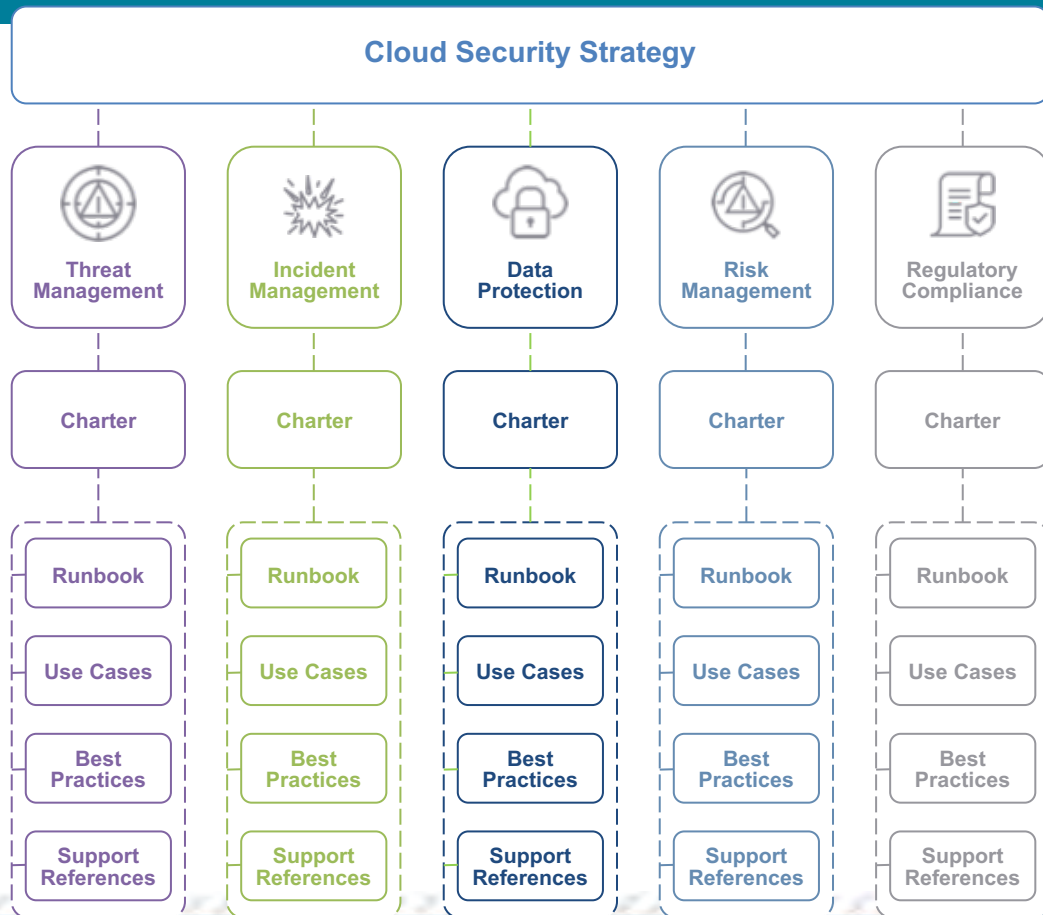 Cloud Security Strategy
Threat
Management
Incident
Management
Data
Protection
Risk
Management
Regulatory
Compliance
Charter
Charter
Charter
Charter
Charter
Runbook
Runbook
Runbook
Runbook
Runbook
Use Cases
Use Cases
Use Cases
Use Cases
Use Cases
Best
Practices
Best
Practices
Best
Practices
Best
Practices
Best
Practices
Support
References
Support
References
Support
References
Support
References
Support
References